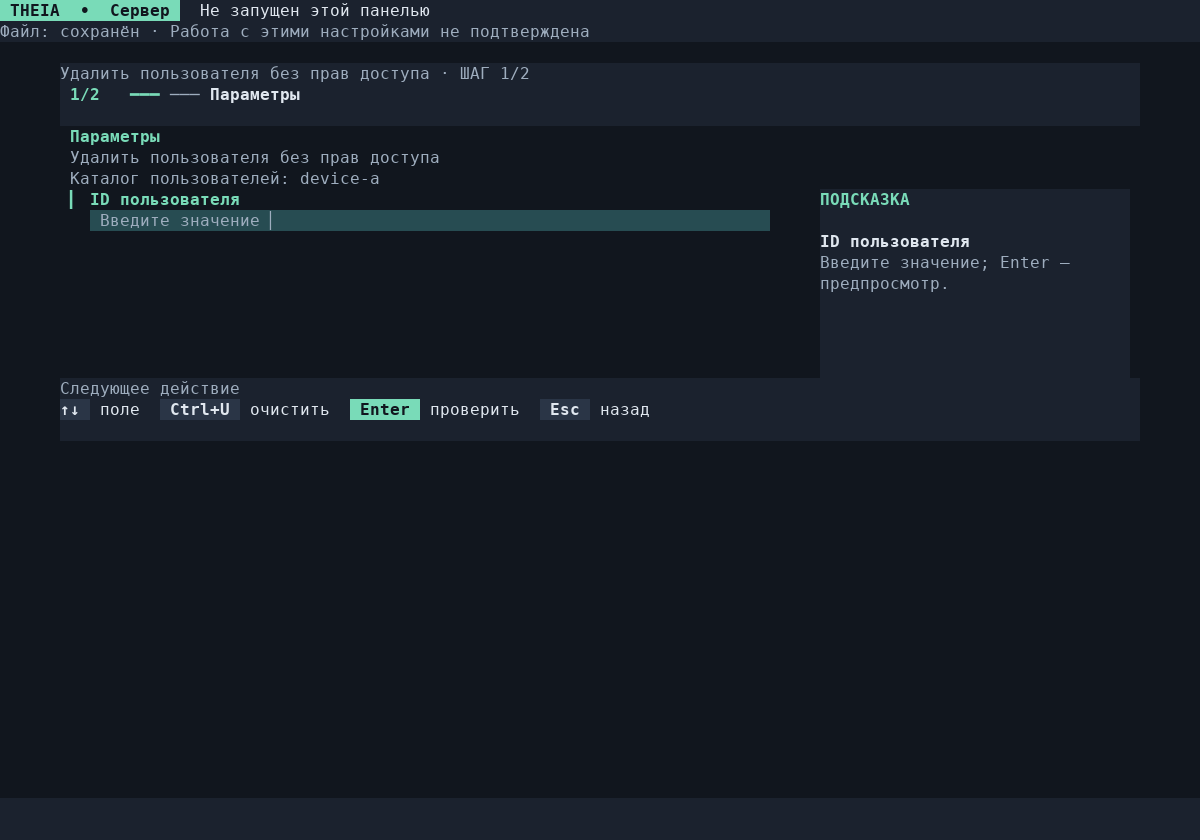 THEIA • Сервер Не запущен этой панелью
Файл: сохранён · Работа с этими настройками не подтверждена
Удалить пользователя без прав доступа · ШАГ 1/2
1/2 ━━━ ─── Параметры
Параметры
Удалить пользователя без прав доступа
Каталог пользователей: device-a
ID пользователя
Введите значение
ПОДСКАЗКА
ID пользователя
Введите значение; Enter —
предпросмотр.
Следующее действие
↑↓ поле Ctrl+U очистить Enter проверить Esc назад